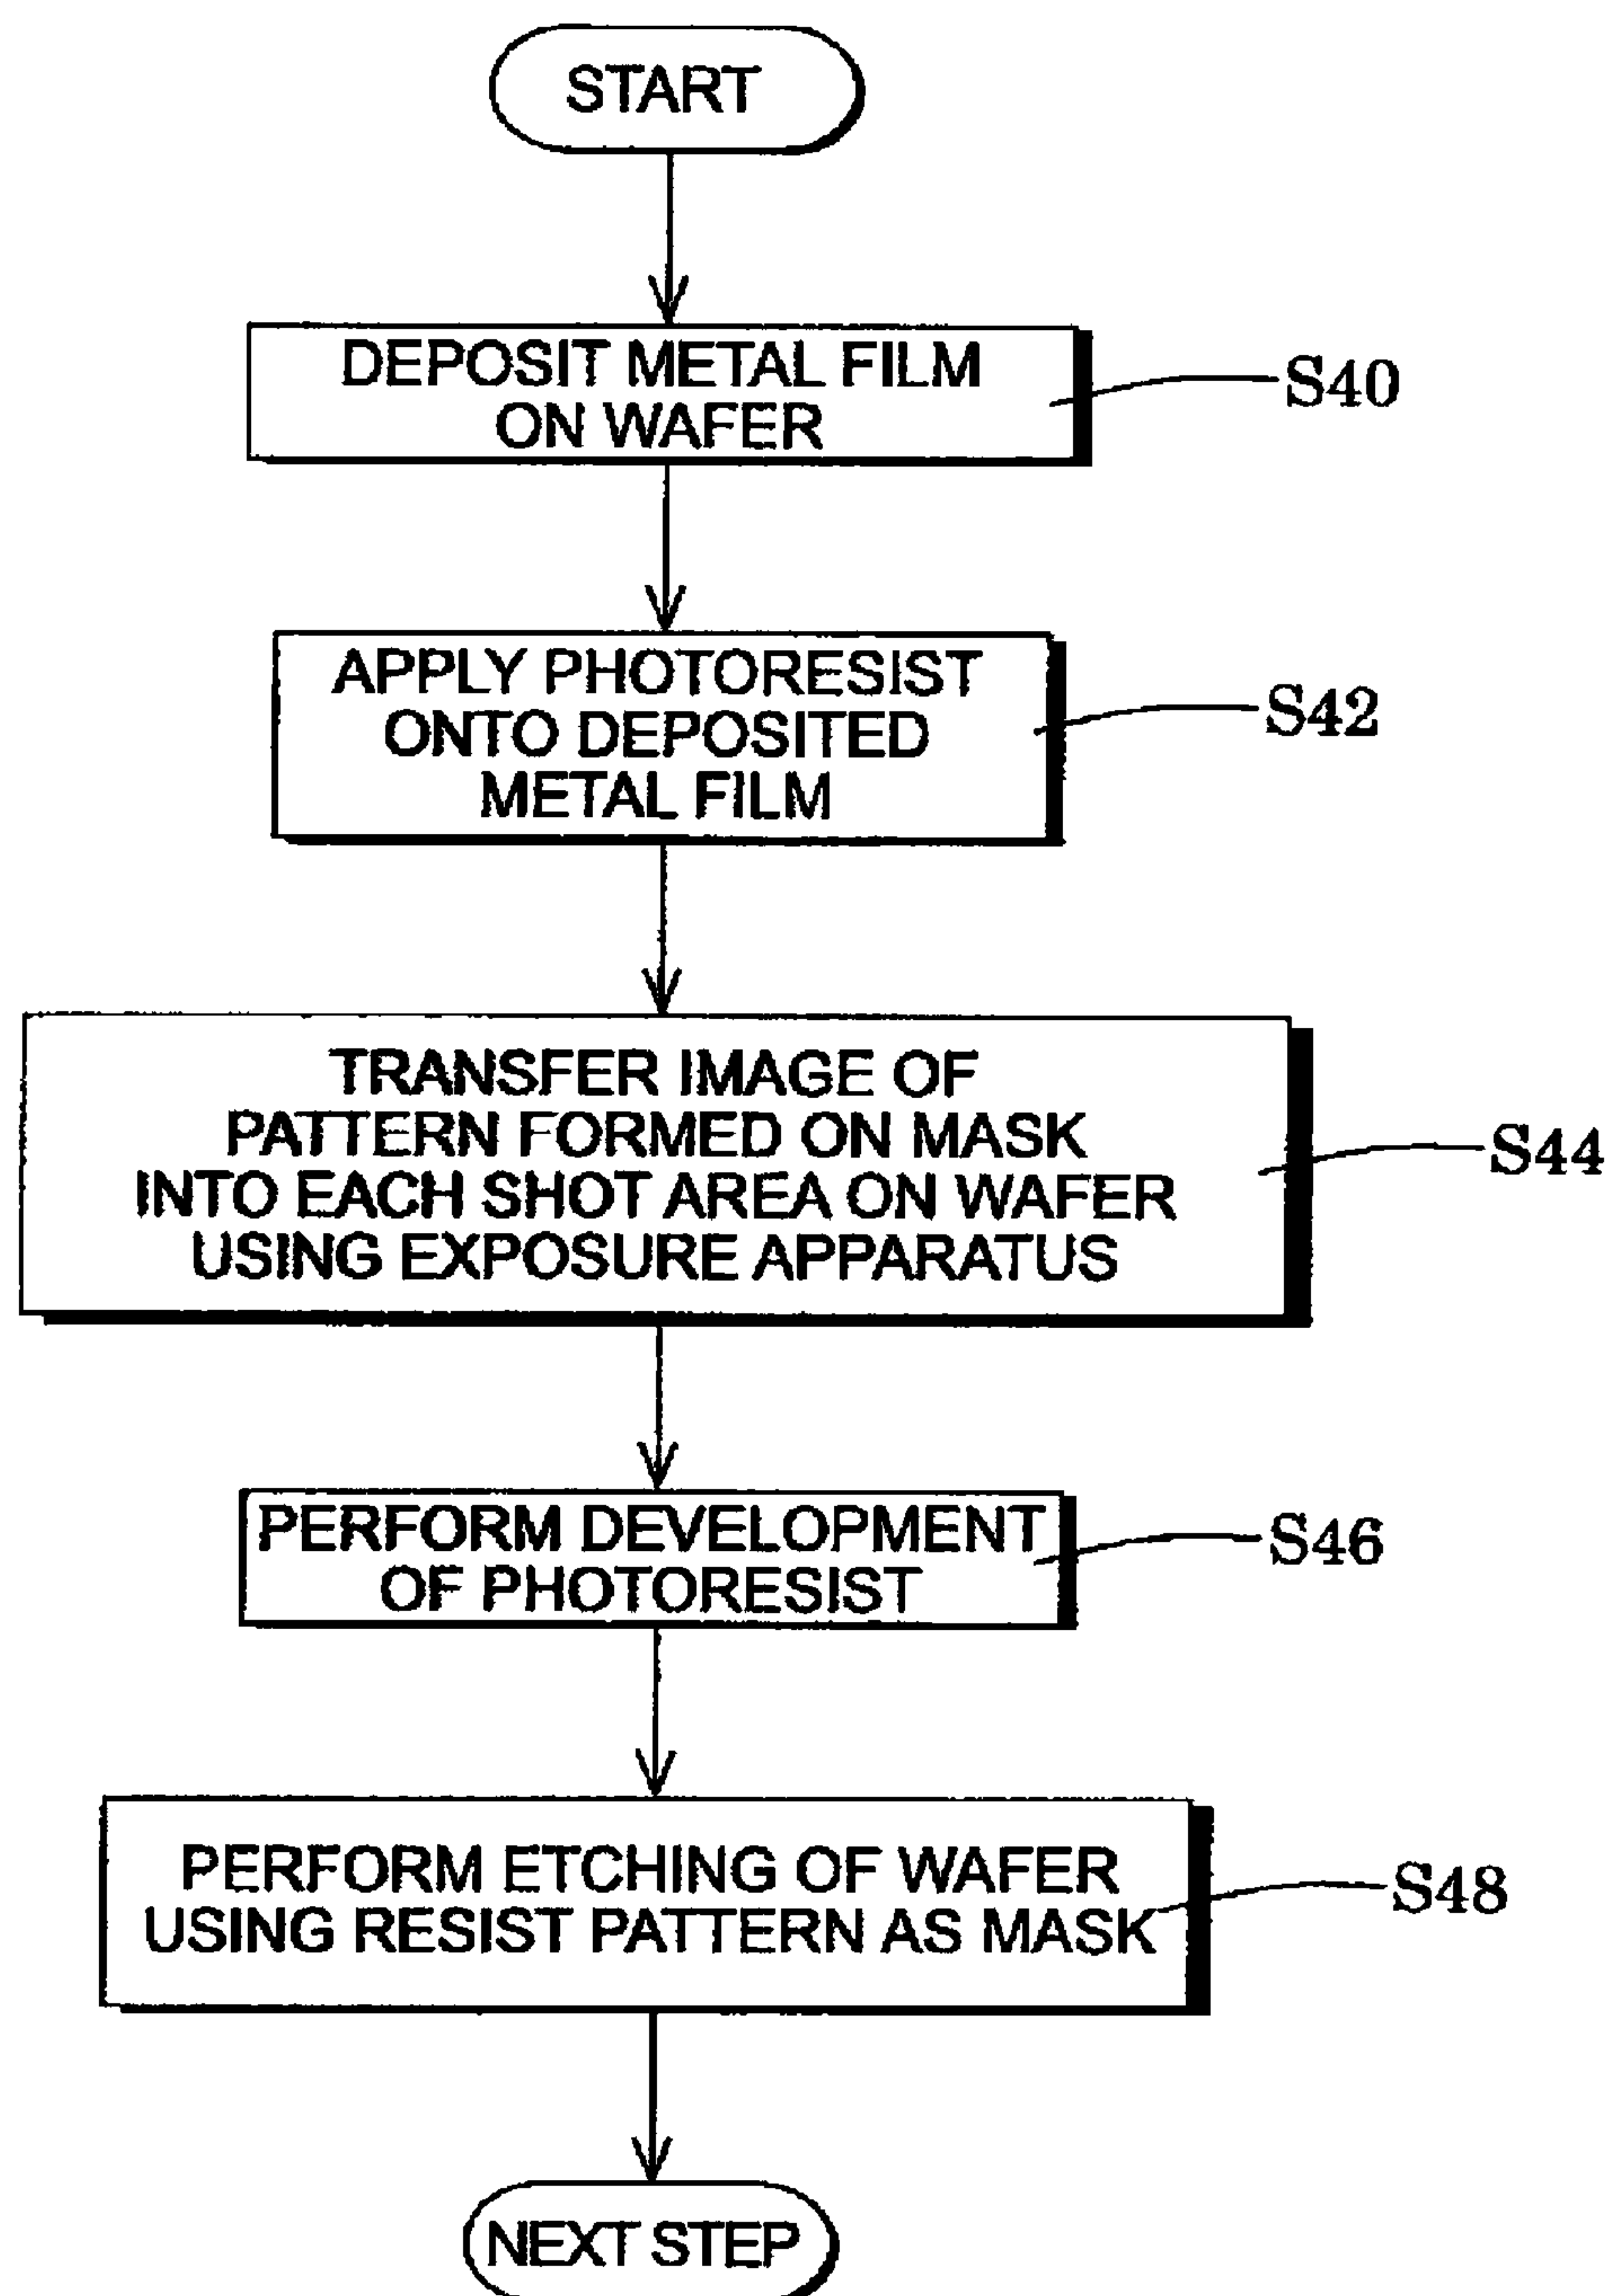 START
DEPOSIT METAL FILM
ON WAFER
S40
APPLY PHOTORESIST
ONTO DEPOSITED
METAL FILM
S42
TRANSFER IMAGE OF
PATTERN FORMED ON MASK
INTO EACH SHOT AREA ON WAFER
USING EXPOSURE APPARATUS
S44
PERFORM DEVELOPMENT
OF PHOTORESIST
S46
PERFORM ETCHING OF WAFER
USING RESIST PATTERN AS MASK
S48
NEXT STEP